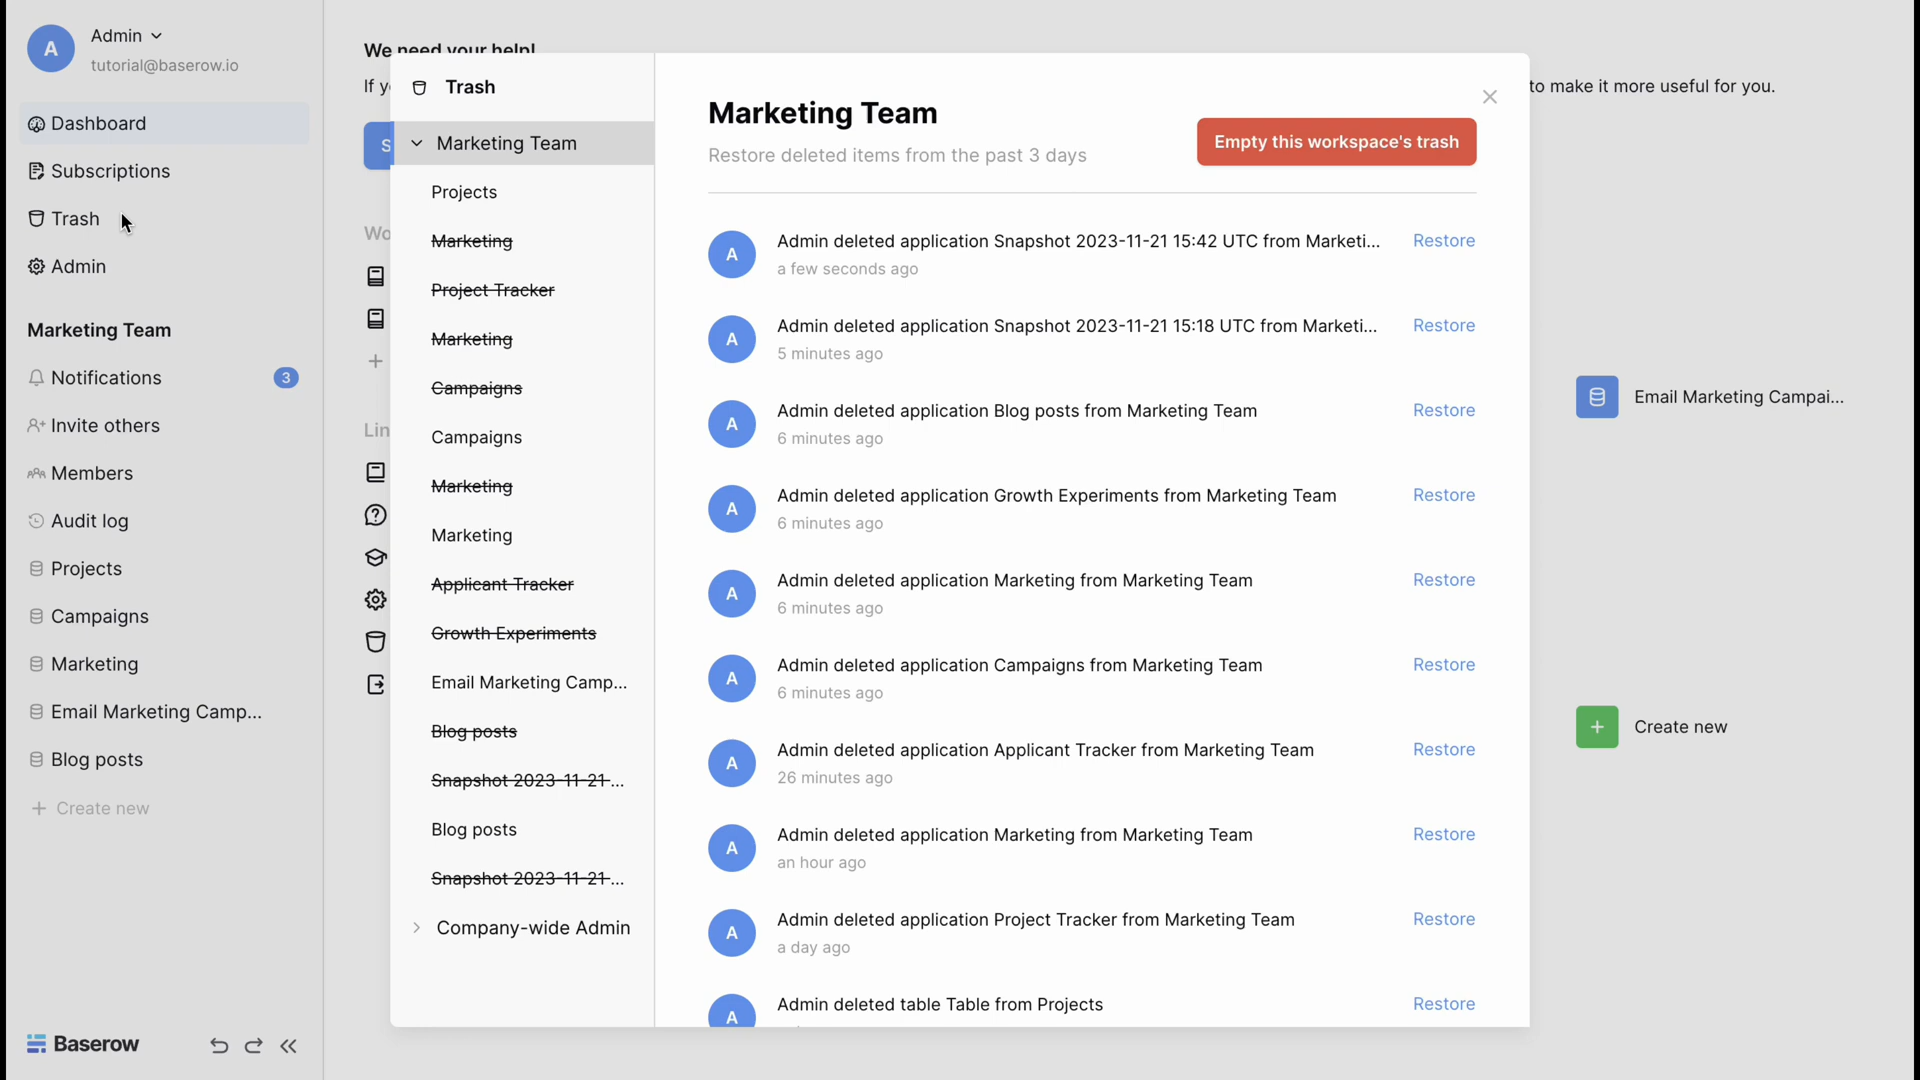 A
Admin
tutorial@baserow.io
Dashboard
Subscriptions
Trash
Admin
Marketing Team
Notifications
3
Invite others
Members
Audit log
Projects
Campaigns
Marketing
Email Marketing Camp...
Blog posts
+ Create new
Baserow
We need your help!
If
to make it more useful for you.
S
Wo
Lin
Email Marketing Campai...
Create new
Trash
Marketing Team
Projects
Marketing
Project Tracker
Marketing
Campaigns
Campaigns
Marketing
Marketing
Applicant Tracker
Growth Experiments
Email Marketing Camp...
Blog posts
Snapshot 2023-11-21 ...
Blog posts
Snapshot 2023-11-21 ...
Company-wide Admin
Marketing Team
Restore deleted items from the past 3 days
Empty this workspace's trash
A
Admin deleted application Snapshot 2023-11-21 15:42 UTC from Marketi...
Restore
a few seconds ago
A
Admin deleted application Snapshot 2023-11-21 15:18 UTC from Marketi...
Restore
5 minutes ago
A
Admin deleted application Blog posts from Marketing Team
Restore
6 minutes ago
A
Admin deleted application Growth Experiments from Marketing Team
Restore
6 minutes ago
A
Admin deleted application Marketing from Marketing Team
Restore
6 minutes ago
A
Admin deleted application Campaigns from Marketing Team
Restore
6 minutes ago
A
Admin deleted application Applicant Tracker from Marketing Team
Restore
26 minutes ago
A
Admin deleted application Marketing from Marketing Team
Restore
an hour ago
A
Admin deleted application Project Tracker from Marketing Team
Restore
a day ago
A
Admin deleted table Table from Projects
Restore